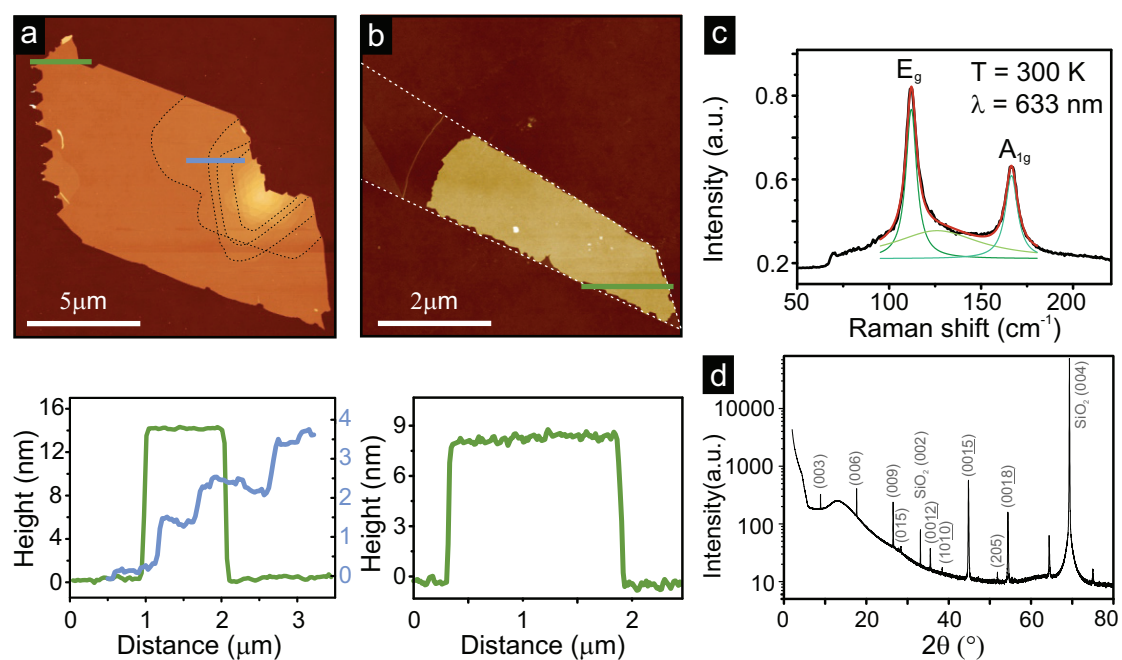 a
5μm
b
2μm
c
E_g
A_1g
T = 300 K
λ = 633 nm
Intensity (a.u.)
0.8
0.6
0.4
0.2
50
100
150
200
Raman shift (cm⁻¹)
Height (nm)
16
12
8
4
0
4
3
2
1
0
0
1
2
3
Distance (μm)
Height (nm)
9
6
3
0
0
1
2
Distance (μm)
d
Intensity(a.u.)
10000
1000
100
10
(003)
(006)
(009)
(015)
SiO₂ (002)
(0012)
(1010)
(0015)
(205)
(0018)
SiO₂ (004)
0
20
40
60
80
2θ (°)